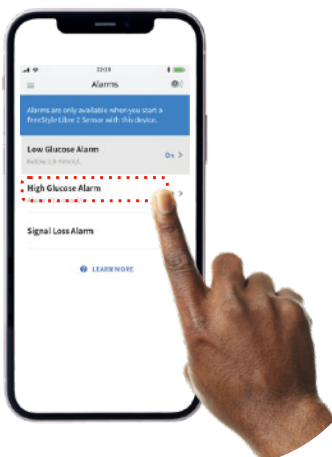 Alarms
Alarms are only available when you start a
FreeStyle Libre 2 Sensor with this device.
Low Glucose Alarm
On >
High Glucose Alarm
>
Signal Loss Alarm
LEARN MORE